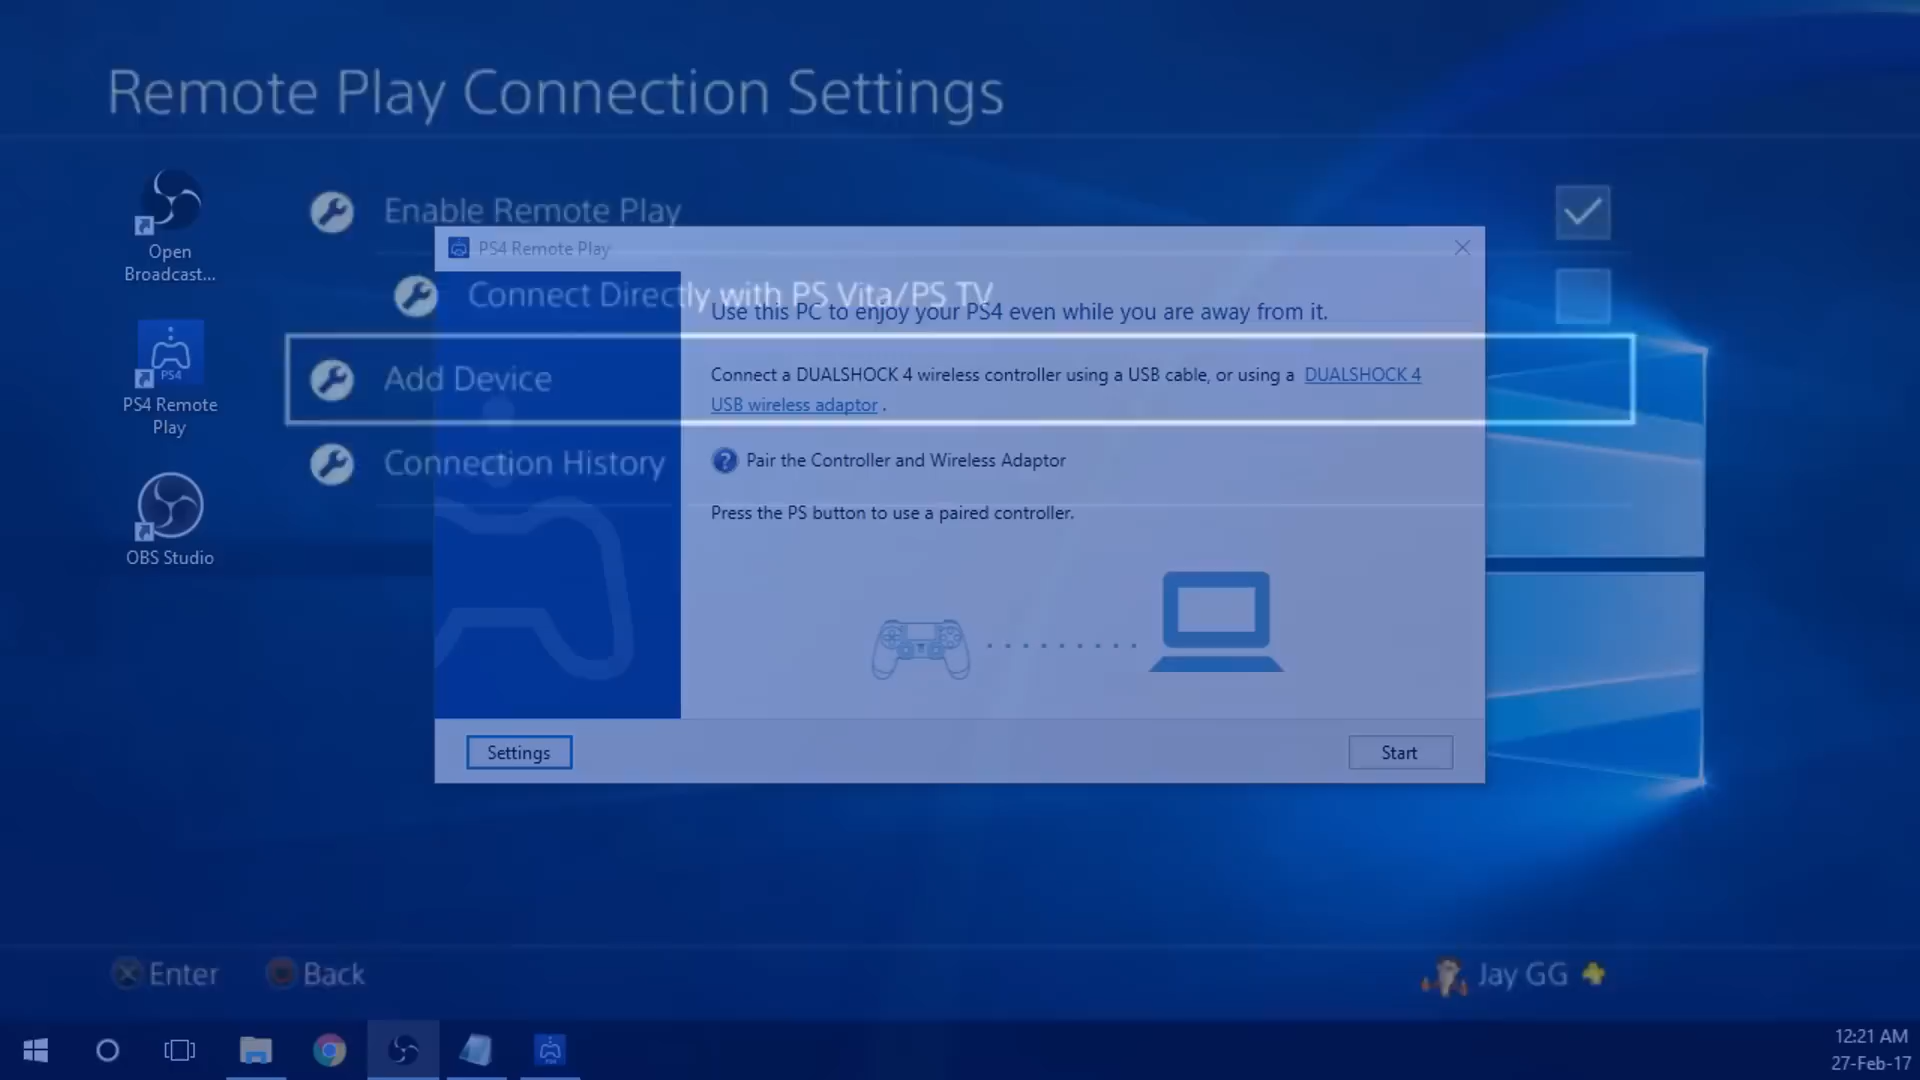 Remote Play Connection Settings
Open
Broadcast...
PS4
PS4 Remote
Play
OBS Studio
Enable Remote Play
Connect Directly with PS Vita/PS TV
Add Device
Connection History
PS4 Remote Play
Use this PC to enjoy your PS4 even while you are away from it.
Connect a DUALSHOCK 4 wireless controller using a USB cable, or using a DUALSHOCK 4
USB wireless adaptor .
? Pair the Controller and Wireless Adaptor
Press the PS button to use a paired controller.
Settings
Start
Enter
Back
Jay GG
12:21 AM
27-Feb-17